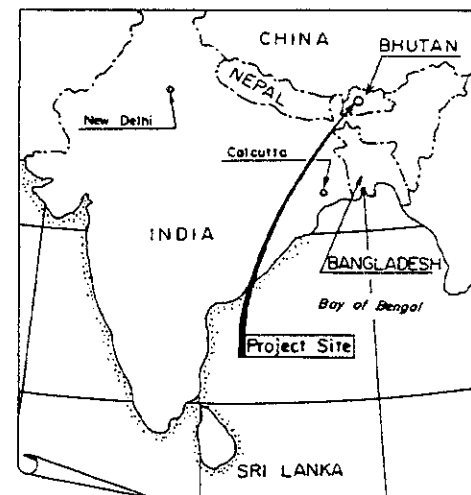 CHINA
BHUTAN
NEPAL
New Delhi
Calcutta
INDIA
BANGLADESH
Bay of Bengal
Project Site
SRI LANKA